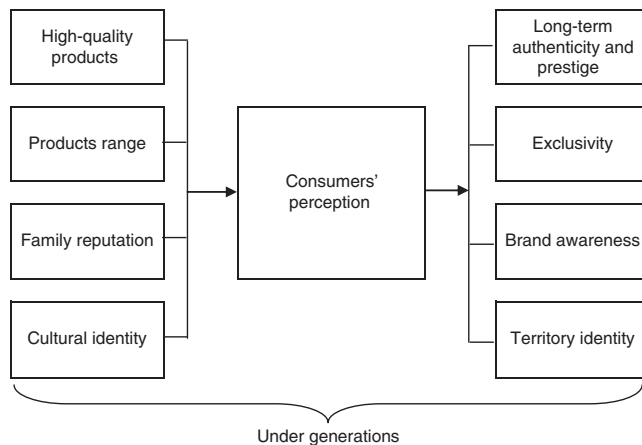 High-quality
products
Products range
Family reputation
Cultural identity
Consumers’
perception
Long-term
authenticity and
prestige
Exclusivity
Brand awareness
Territory identity
Under generations